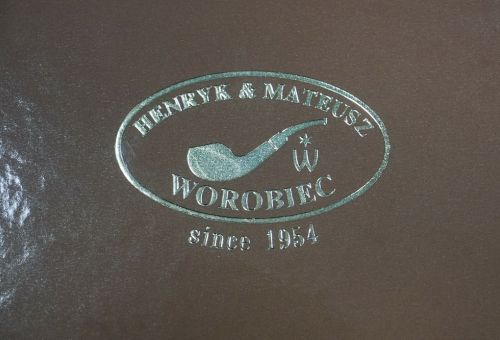 HENRYK & MATEUSZ
W
WOROBIEC
since 1954